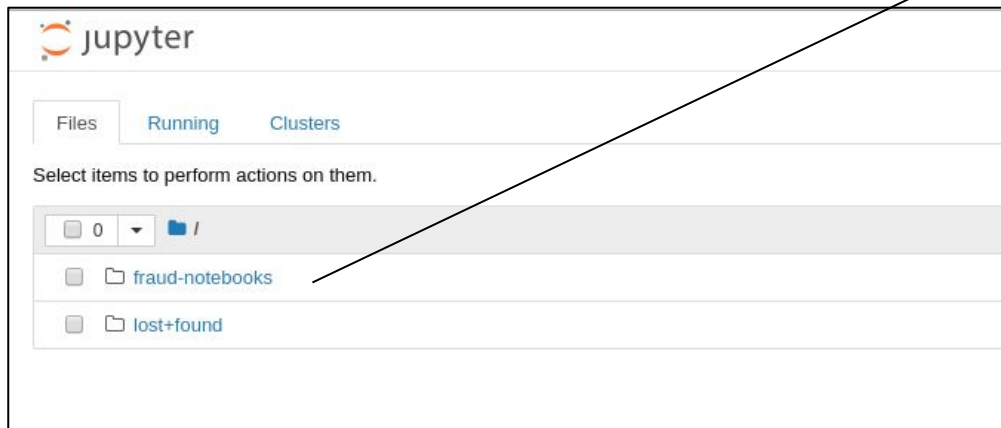 jupyter
Files Running Clusters
Select items to perform actions on them.
0 /
fraud-notebooks
lost+found